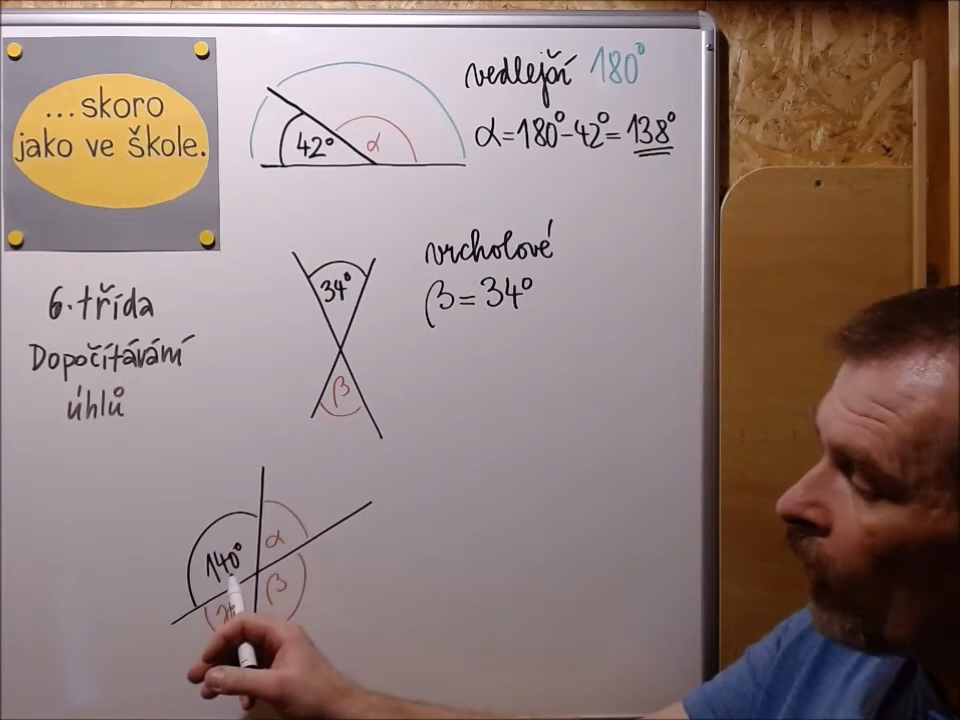 ...skoro
jako ve škole.
6. třída
Dopočítávání
úhlů
42°
α
vedlejší 180°
α=180°-42°=138°
34°
β
vrcholové
β=34°
140°
α
β